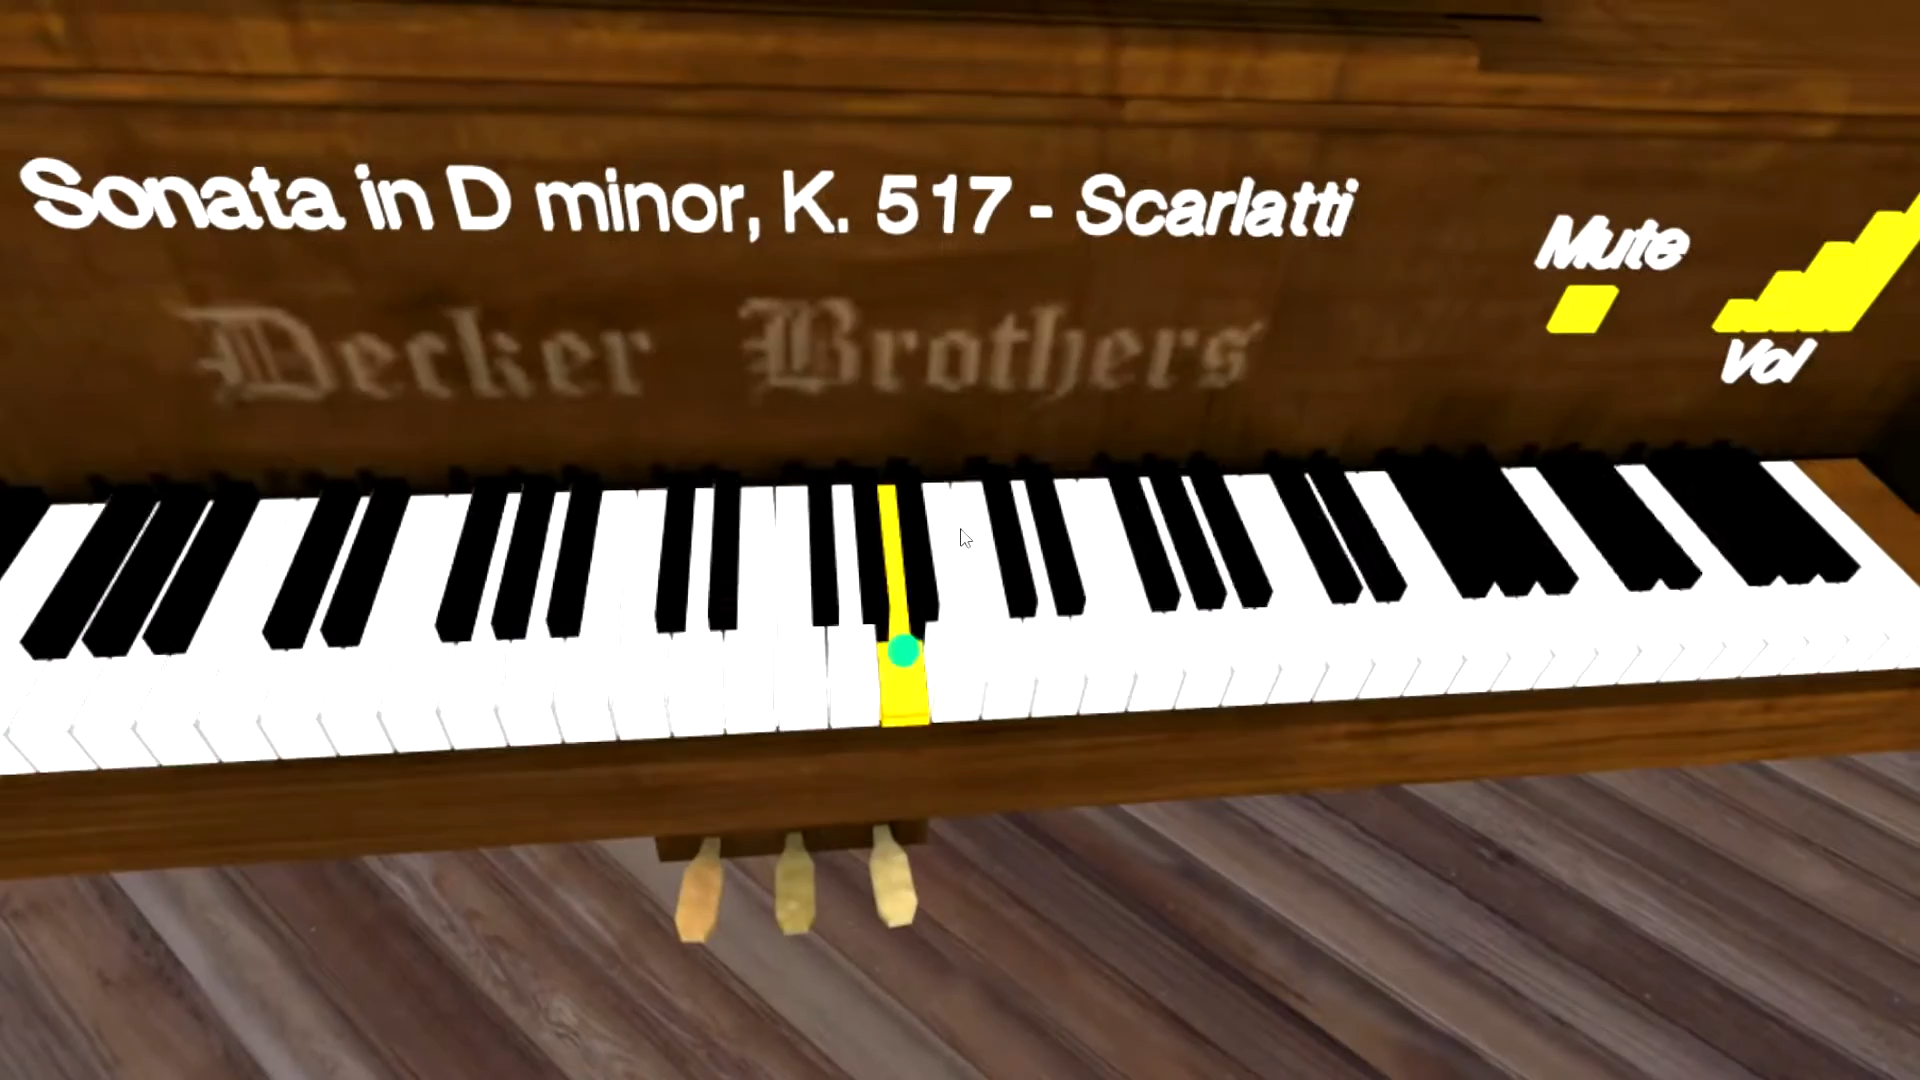 Sonata in D minor, K. 517 - Scarlatti
Mute
Decker Brothers
Vol